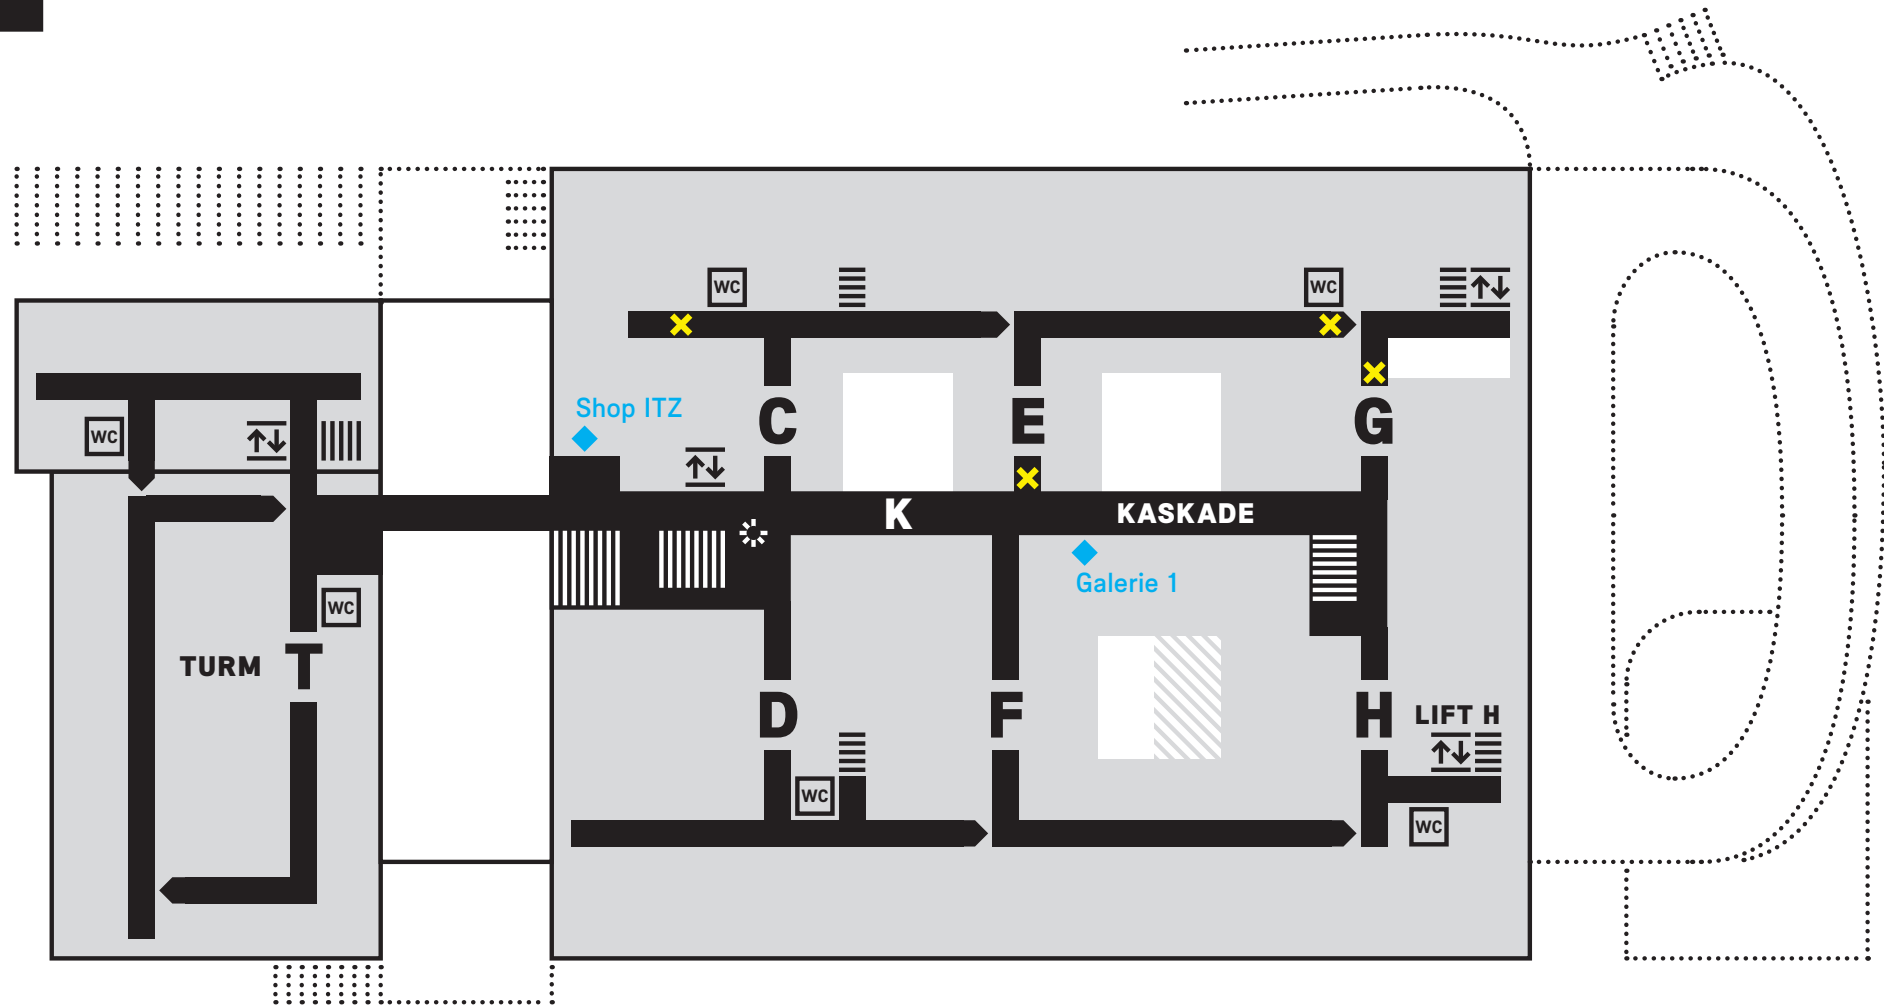 WC
WC
Shop ITZ
C
E
G
WC
K
KASKADE
Galerie 1
WC
TURM
T
D
F
H
LIFT H
WC
WC